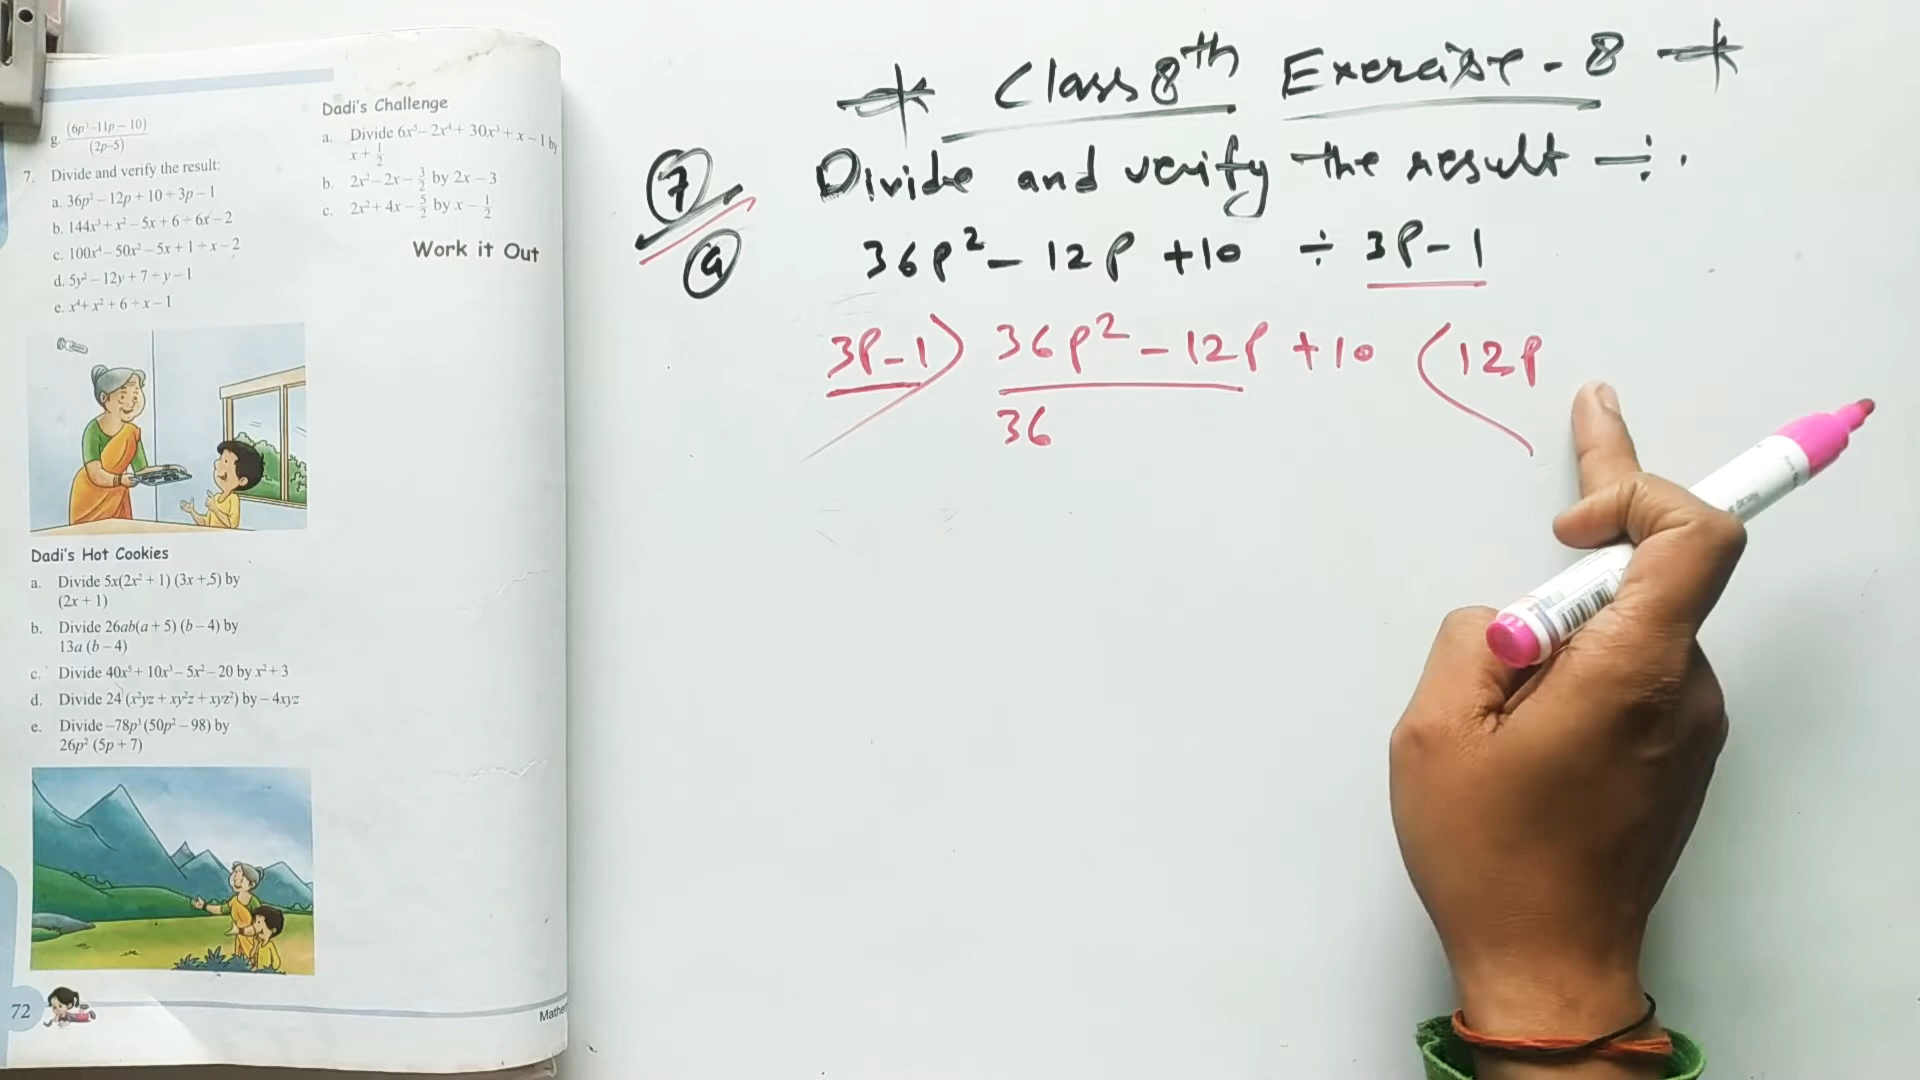 g. (6p²–11p – 10)
(2p–5)
7. Divide and verify the result:
a. 36p² – 12p + 10 ÷ 3p – 1
b. 144x³ + x² – 5x + 6 ÷ 6x – 2
c. 100x⁴ – 50x² – 5x + 1 ÷ x – 2
d. 5y² – 12y + 7 ÷ y – 1
e. x⁴ + x² + 6 ÷ x – 1
Dadi's Hot Cookies
a. Divide 5x(2x² + 1) (3x + 5) by
(2x + 1)
b. Divide 26ab(a + 5) (b – 4) by
13a (b – 4)
c. Divide 40x⁵ + 10x³ – 5x² – 20 by x² + 3
d. Divide 24 (x²yz + xy²z + xyz²) by – 4xyz
e. Divide –78p³ (50p² – 98) by
26p² (5p + 7)
72
Dadi's Challenge
a. Divide 6x⁵ – 2x⁴ + 30x³ + x – 1 by
x + 1/2
b. 2x² – 2x – 3/2 by 2x – 3
c. 2x² + 4x – 5/2 by x – 1/2
Work it Out
Class 8th Exercise - 8
7 Divide and verify the result ÷.
a 36p² – 12p + 10 ÷ 3p – 1
3p – 1) 36p² – 12p + 10 (12p
36